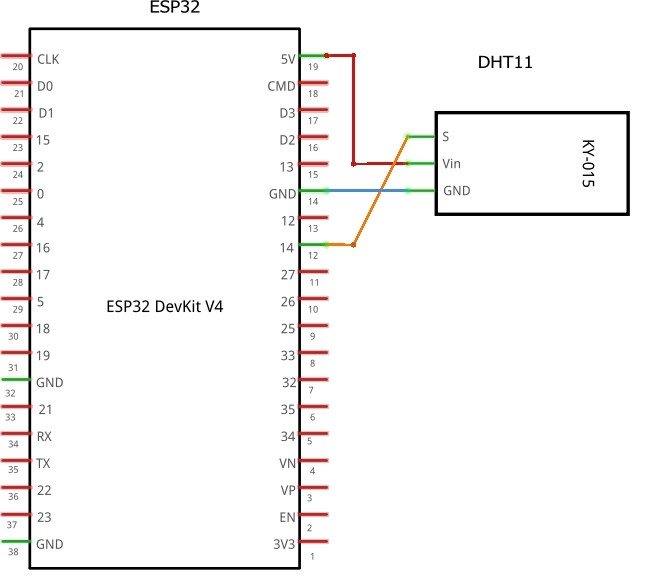 ESP32
CLK 5V
20 19
D0 CMD
21 18
D1 D3
22 17
15 D2
23 16
2 13
24 15
0 GND
25 14
4 12
26 13
16 14
27 12
17 27
28 11
5 26
29 10
ESP32 DevKit V4
18 25
30 9
19 33
31 8
GND 32
32 7
21 35
33 6
RX 34
34 5
TX VN
35 4
22 VP
36 3
23 EN
37 2
GND 3V3
38 1
DHT11
S
Vin
GND
KY-015